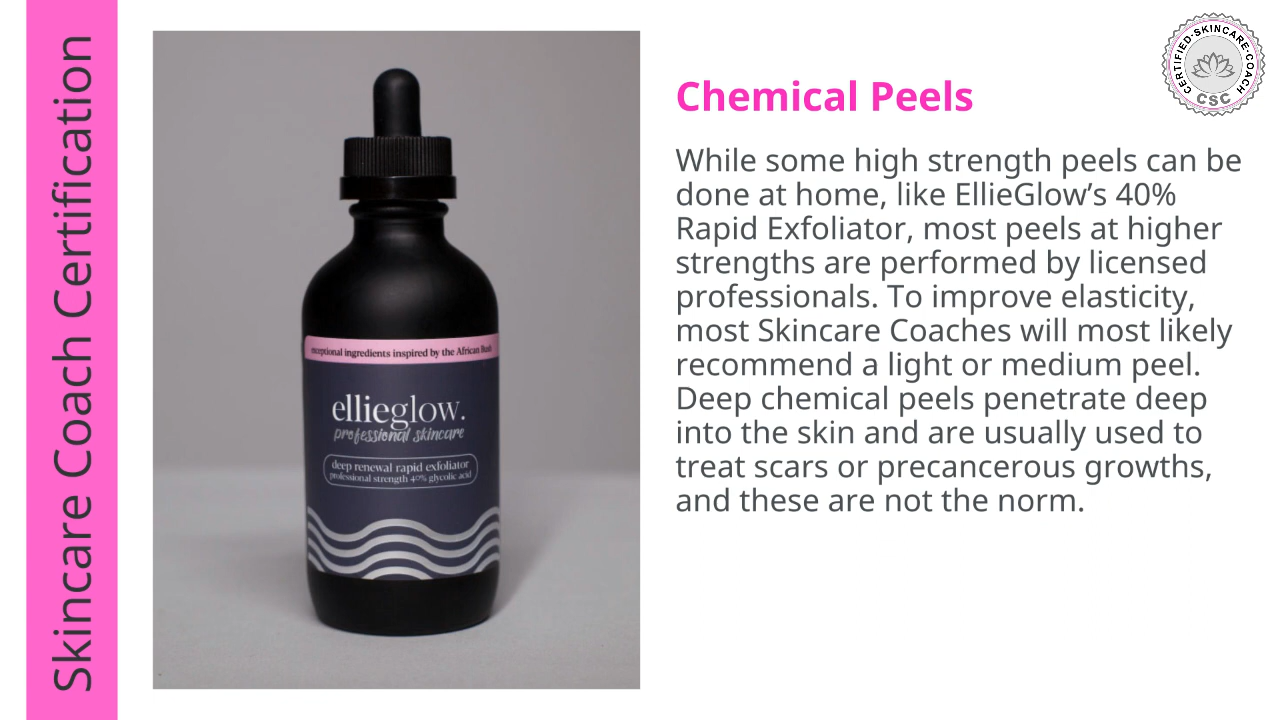 Skincare Coach Certification
exceptional ingredients inspired by the African Bush
ellieglow.
professional skincare
deep renewal rapid exfoliator
professional strength 40% glycolic acid
CERTIFIED·SKINCARE·COACH
CSC
Chemical Peels
While some high strength peels can be
done at home, like EllieGlow’s 40%
Rapid Exfoliator, most peels at higher
strengths are performed by licensed
professionals. To improve elasticity,
most Skincare Coaches will most likely
recommend a light or medium peel.
Deep chemical peels penetrate deep
into the skin and are usually used to
treat scars or precancerous growths,
and these are not the norm.